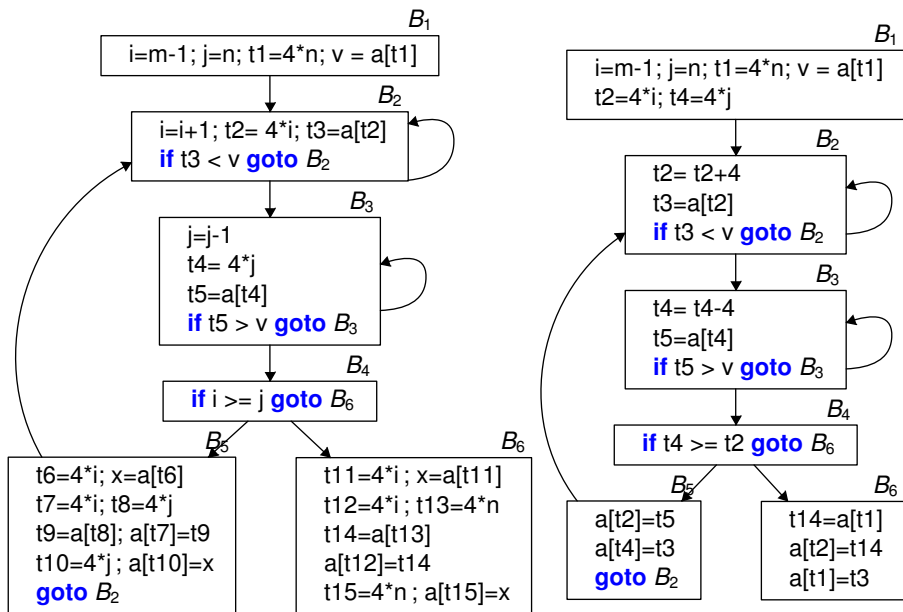 B1
i=m-1; j=n; t1=4*n; v = a[t1]
B2
i=i+1; t2= 4*i; t3=a[t2]
if t3 < v goto B2
B3
j=j-1
t4= 4*j
t5=a[t4]
if t5 > v goto B3
B4
if i >= j goto B6
B5
t6=4*i; x=a[t6]
t7=4*i; t8=4*j
t9=a[t8]; a[t7]=t9
t10=4*j ; a[t10]=x
goto B2
B6
t11=4*i ; x=a[t11]
t12=4*i ; t13=4*n
t14=a[t13]
a[t12]=t14
t15=4*n ; a[t15]=x
B1
i=m-1; j=n; t1=4*n; v = a[t1]
t2=4*i; t4=4*j
B2
t2= t2+4
t3=a[t2]
if t3 < v goto B2
B3
t4= t4-4
t5=a[t4]
if t5 > v goto B3
B4
if t4 >= t2 goto B6
B5
a[t2]=t5
a[t4]=t3
goto B2
B6
t14=a[t1]
a[t2]=t14
a[t1]=t3